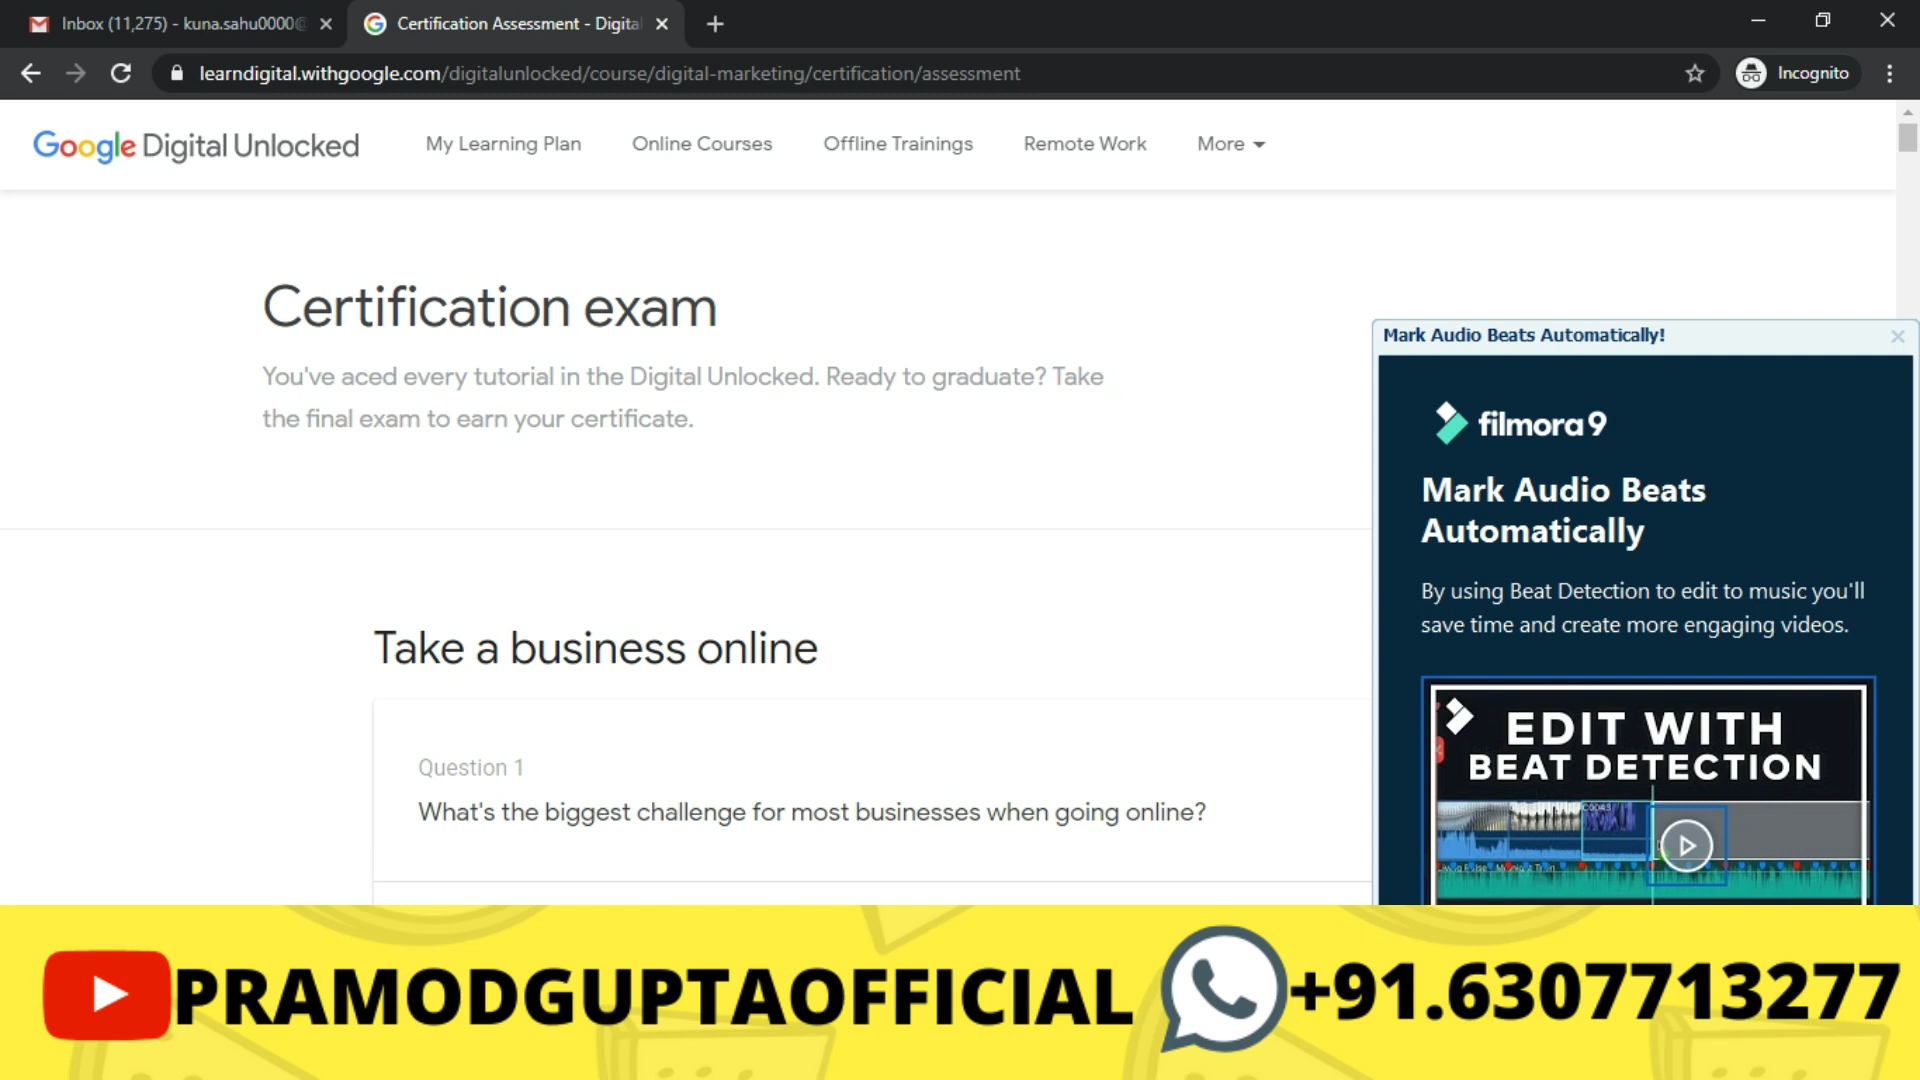 Inbox (11,275) - kuna.sahu0000@
Certification Assessment - Digita
learndigital.withgoogle.com/digitalunlocked/course/digital-marketing/certification/assessment
Incognito
Google Digital Unlocked
My Learning Plan
Online Courses
Offline Trainings
Remote Work
More
Certification exam
You've aced every tutorial in the Digital Unlocked. Ready to graduate? Take
the final exam to earn your certificate.
Mark Audio Beats Automatically!
filmora9
Mark Audio Beats
Automatically
By using Beat Detection to edit to music you'll
save time and create more engaging videos.
EDIT WITH
BEAT DETECTION
Take a business online
Question 1
What's the biggest challenge for most businesses when going online?
PRAMODGUPTAOFFICIAL
+91.6307713277